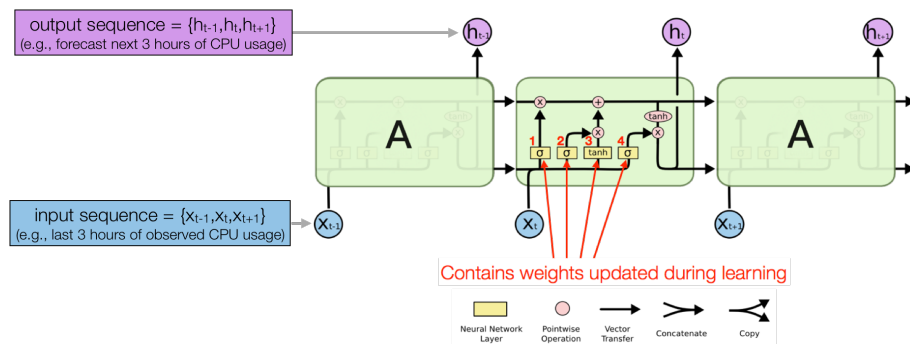 output sequence = {ht-1,ht,ht+1}
(e.g., forecast next 3 hours of CPU usage)
ht-1
ht
ht+1
A
x
+
tanh
x
x
1
2
3
4
σ
σ
tanh
σ
A
input sequence = {xt-1,xt,xt+1}
(e.g., last 3 hours of observed CPU usage)
Xt-1
Xt
Xt+1
Contains weights updated during learning
Neural Network
Layer
Pointwise
Operation
Vector
Transfer
Concatenate
Copy